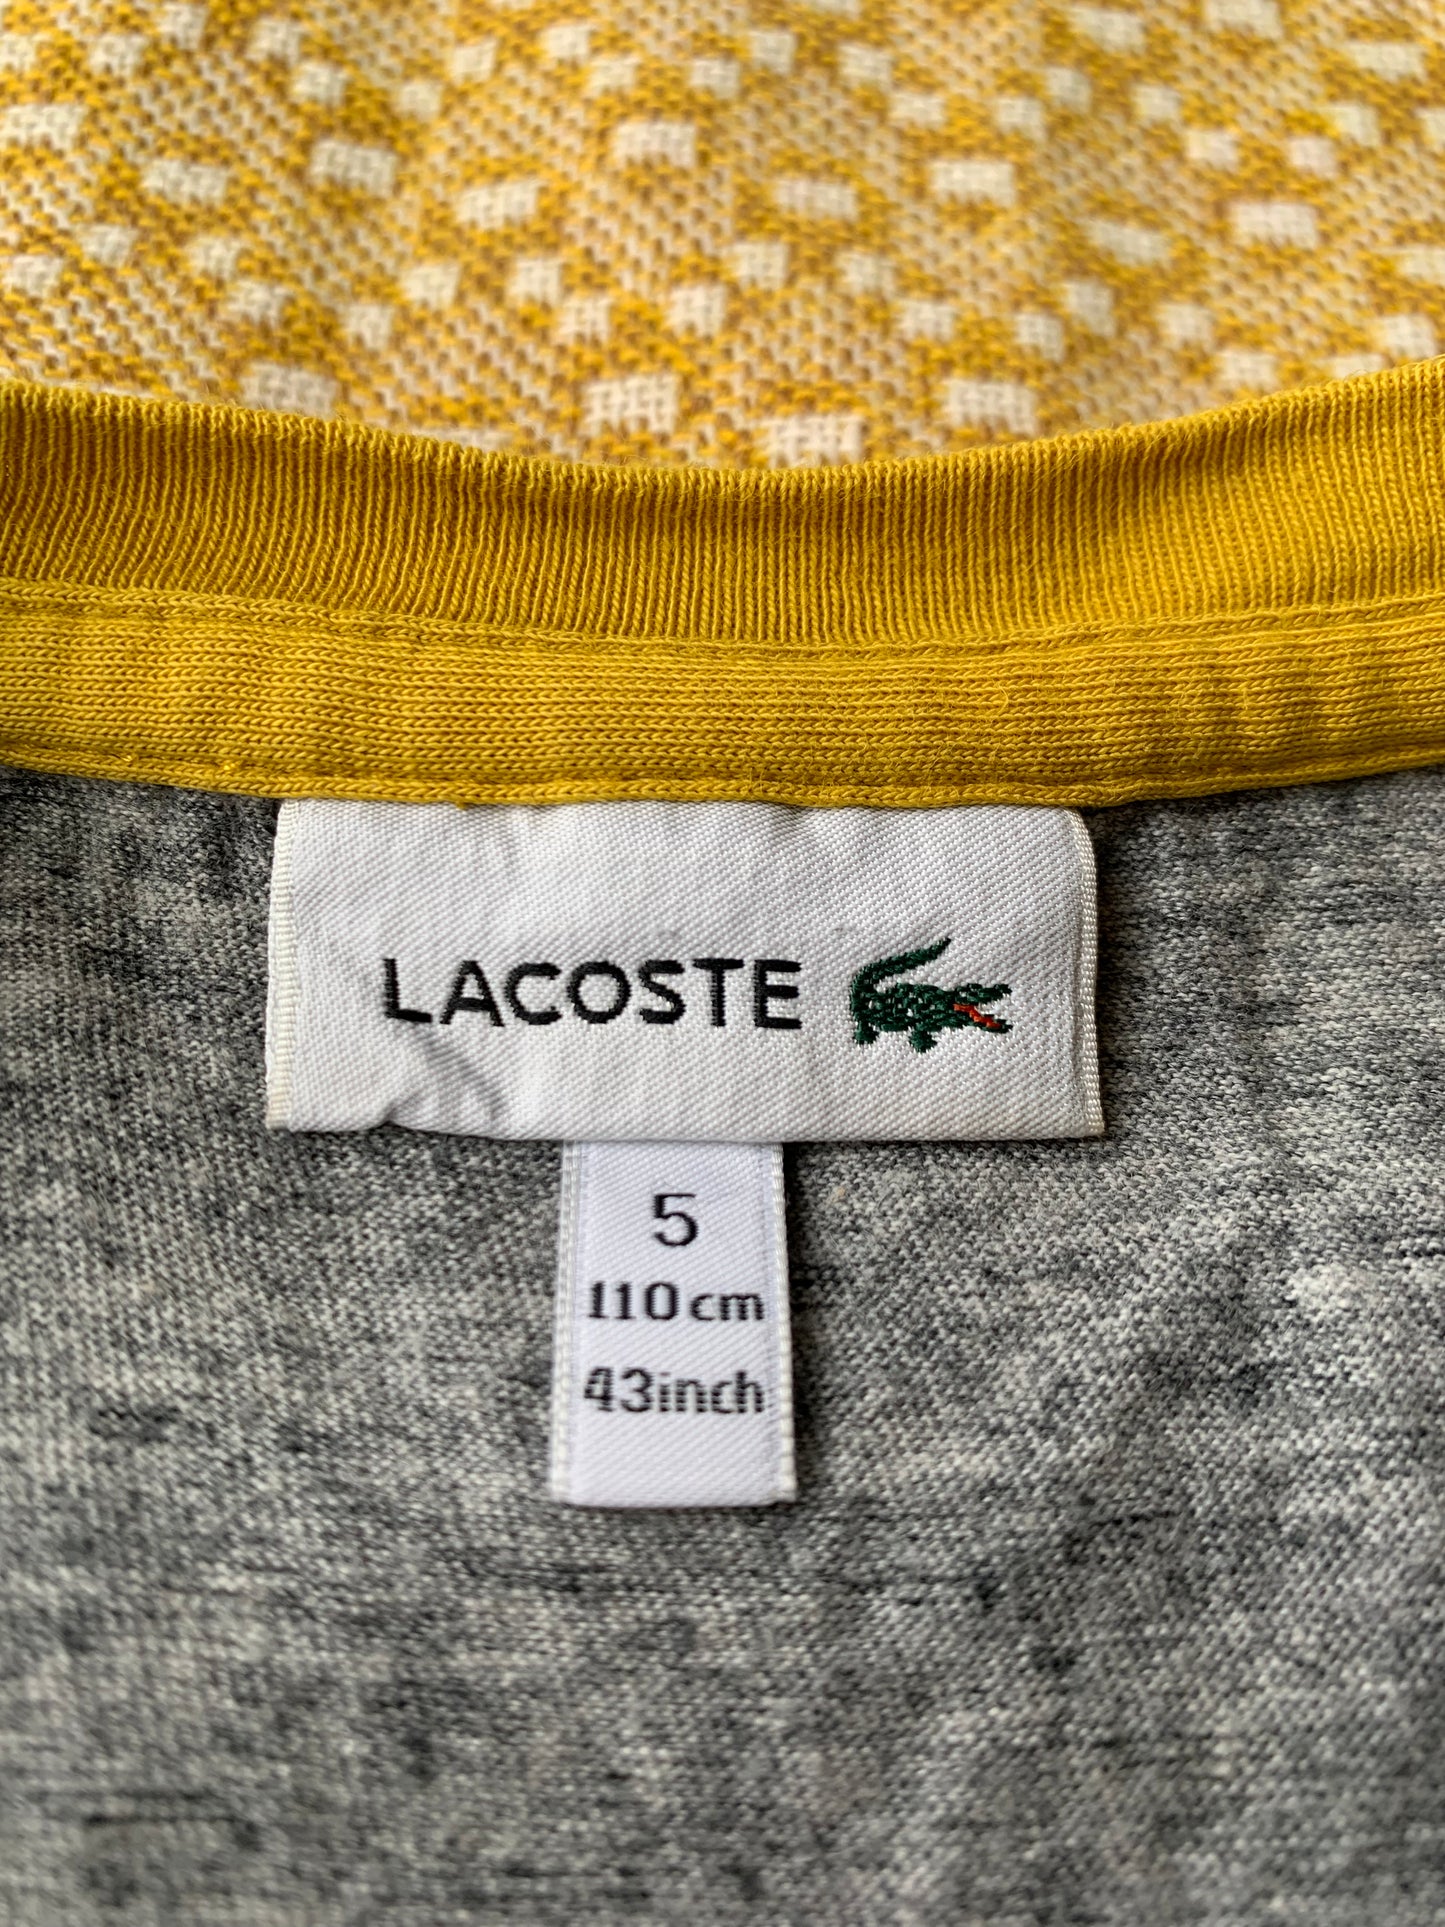 LACOSTE
5
110cm
43inch